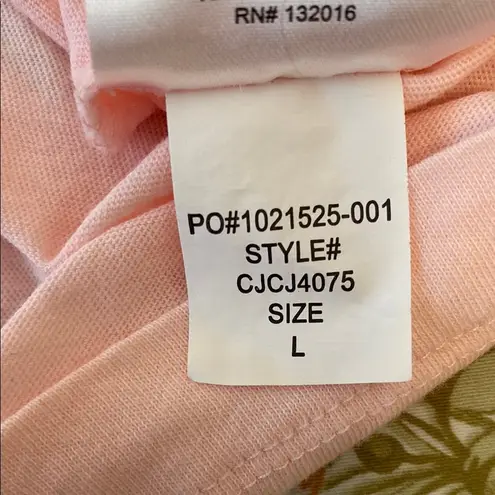 RN# 132016
PO#1021525-001
STYLE#
CJCJ4075
SIZE
L